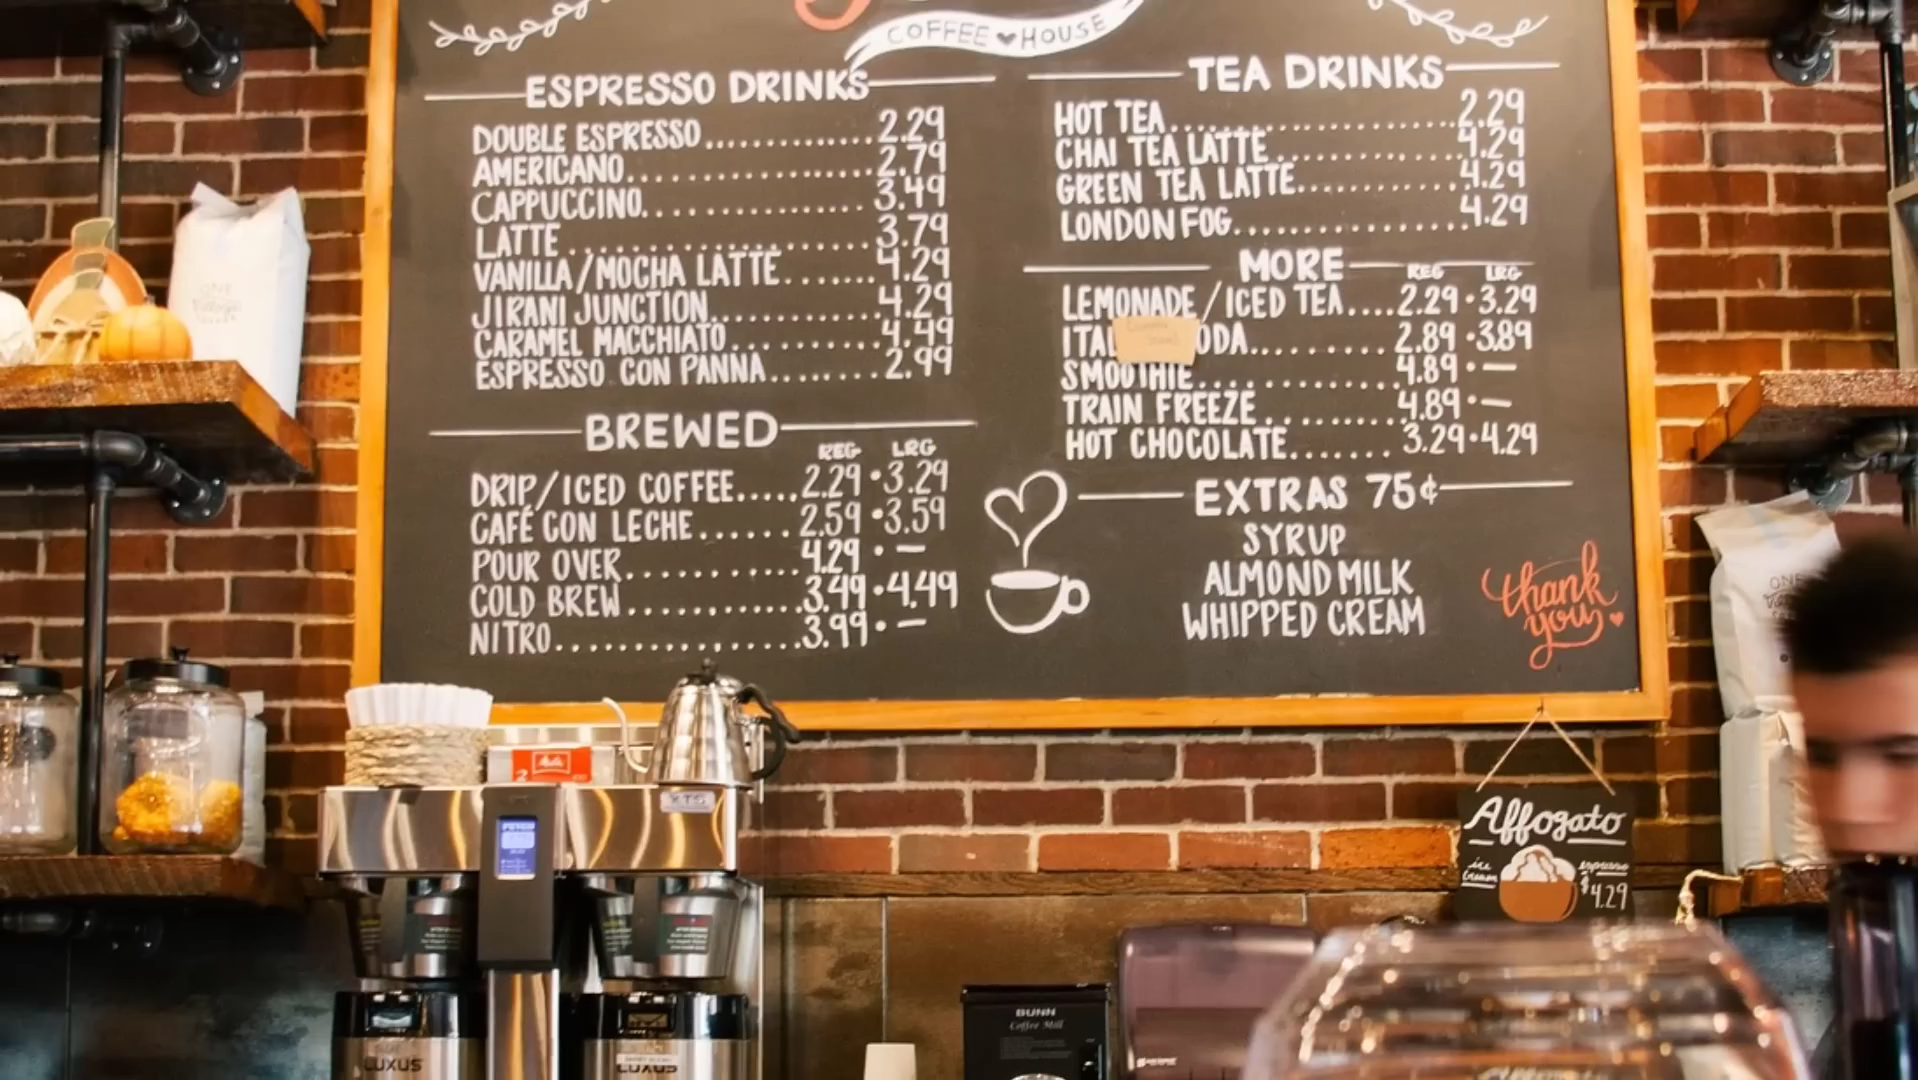 COFFEE HOUSE
ESPRESSO DRINKS
DOUBLE ESPRESSO.............. 2.29
AMERICANO.................... 2.79
CAPPUCCINO................ 3.49
LATTE..................... 3.79
VANILLA/MOCHA LATTE....... 4.29
JIRANI JUNCTION........... 4.29
CARAMEL MACCHIATO......... 4.49
ESPRESSO CON PANNA........ 2.99
BREWED
REG LRG
DRIP/ICED COFFEE..... 2.29 • 3.29
CAFÉ CON LECHE...... 2.59 • 3.59
POUR OVER........... 4.29 • —
COLD BREW........... 3.49 • 4.49
NITRO............... 3.99 • —
TEA DRINKS
HOT TEA.................... 2.29
CHAI TEA LATTE............. 4.29
GREEN TEA LATTE............ 4.29
LONDON FOG................. 4.29
MORE REG LRG
LEMONADE/ICED TEA.... 2.29 • 3.29
ITAL ODA.......... 2.89 • 3.89
SMOOTHIE............ 4.89 • —
TRAIN FREEZE........ 4.89 • —
HOT CHOCOLATE....... 3.29 • 4.29
EXTRAS 75¢
SYRUP
ALMOND MILK
WHIPPED CREAM
thank
you
Affogato
ice
cream
espresso
$4.29
ONE
Melitta
2
XTS
LUXUS
LUXUS
BUNN
Coffee Mill
ONE